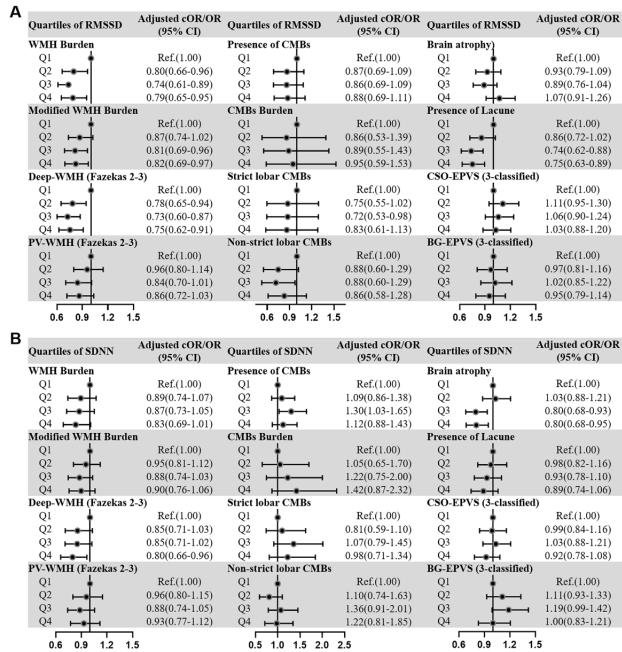 A
Quartiles of RMSSD Adjusted cOR/OR (95% CI) Quartiles of RMSSD Adjusted cOR/OR (95% CI) Quartiles of RMSSD Adjusted cOR/OR (95% CI)
WMH Burden Presence of CMBs Brain atrophy)
Q1 Ref.(1.00) Q1 Ref.(1.00) Q1 Ref.(1.00)
Q2 0.80(0.66-0.96) Q2 0.87(0.69-1.09) Q2 0.93(0.79-1.09)
Q3 0.74(0.61-0.89) Q3 0.86(0.69-1.09) Q3 0.89(0.76-1.04)
Q4 0.79(0.65-0.95) Q4 0.88(0.69-1.11) Q4 1.07(0.91-1.26)
Modified WMH Burden CMBs Burden Presence of Lacune
Q1 Ref.(1.00) Q1 Ref.(1.00) Q1 Ref.(1.00)
Q2 0.87(0.74-1.02) Q2 0.86(0.53-1.39) Q2 0.86(0.72-1.02)
Q3 0.81(0.69-0.96) Q3 0.89(0.55-1.43) Q3 0.74(0.62-0.88)
Q4 0.82(0.69-0.97) Q4 0.95(0.59-1.53) Q4 0.75(0.63-0.89)
Deep-WMH (Fazekas 2-3) Strict lobar CMBs CSO-EPVS (3-classified)
Q1 Ref.(1.00) Q1 Ref.(1.00) Q1 Ref.(1.00)
Q2 0.78(0.65-0.94) Q2 0.75(0.55-1.02) Q2 1.11(0.95-1.30)
Q3 0.73(0.60-0.87) Q3 0.72(0.53-0.98) Q3 1.06(0.90-1.24)
Q4 0.75(0.62-0.91) Q4 0.83(0.61-1.13) Q4 1.03(0.88-1.20)
PV-WMH (Fazekas 2-3) Non-strict lobar CMBs BG-EPVS (3-classified)
Q1 Ref.(1.00) Q1 Ref.(1.00) Q1 Ref.(1.00)
Q2 0.96(0.80-1.14) Q2 0.88(0.60-1.29) Q2 0.97(0.81-1.16)
Q3 0.84(0.70-1.01) Q3 0.88(0.60-1.29) Q3 1.02(0.85-1.22)
Q4 0.86(0.72-1.03) Q4 0.86(0.58-1.28) Q4 0.95(0.79-1.14)
0.6 0.9 1.2 1.5 0.6 0.9 1.2 1.5 0.6 0.9 1.2 1.5
B
Quartiles of SDNN Adjusted cOR/OR (95% CI) Quartiles of SDNN Adjusted cOR/OR (95% CI) Quartiles of SDNN Adjusted cOR/OR (95% CI)
WMH Burden Presence of CMBs Brain atrophy
Q1 Ref.(1.00) Q1 Ref.(1.00) Q1 Ref.(1.00)
Q2 0.89(0.74-1.07) Q2 1.09(0.86-1.38) Q2 1.03(0.88-1.21)
Q3 0.87(0.73-1.05) Q3 1.30(1.03-1.65) Q3 0.80(0.68-0.93)
Q4 0.83(0.69-1.01) Q4 1.12(0.88-1.43) Q4 0.80(0.68-0.95)
Modified WMH Burden CMBs Burden Presence of Lacune
Q1 Ref.(1.00) Q1 Ref.(1.00) Q1 Ref.(1.00)
Q2 0.95(0.81-1.12) Q2 1.05(0.65-1.70) Q2 0.98(0.82-1.16)
Q3 0.88(0.74-1.03) Q3 1.22(0.75-2.00) Q3 0.93(0.78-1.10)
Q4 0.90(0.76-1.06) Q4 1.42(0.87-2.32) Q4 0.89(0.74-1.06)
Deep-WMH (Fazekas 2-3) Strict lobar CMBs CSO-EPVS (3-classified)
Q1 Ref.(1.00) Q1 Ref.(1.00) Q1 Ref.(1.00)
Q2 0.85(0.71-1.03) Q2 0.81(0.59-1.10) Q2 0.99(0.84-1.16)
Q3 0.85(0.71-1.02) Q3 1.07(0.79-1.45) Q3 1.03(0.88-1.21)
Q4 0.80(0.66-0.96) Q4 0.98(0.71-1.34) Q4 0.92(0.78-1.08)
PV-WMH (Fazekas 2-3) Non-strict lobar CMBs BG-EPVS (3-classified)
Q1 Ref.(1.00) Q1 Ref.(1.00) Q1 Ref.(1.00)
Q2 0.96(0.80-1.15) Q2 1.10(0.74-1.63) Q2 1.11(0.93-1.33)
Q3 0.88(0.74-1.05) Q3 1.36(0.91-2.01) Q3 1.19(0.99-1.42)
Q4 0.93(0.77-1.12) Q4 1.22(0.81-1.85) Q4 1.00(0.83-1.21)
0.6 0.9 1.2 1.5 0.5 1.0 1.5 2.0 2.5 0.6 0.9 1.2 1.5